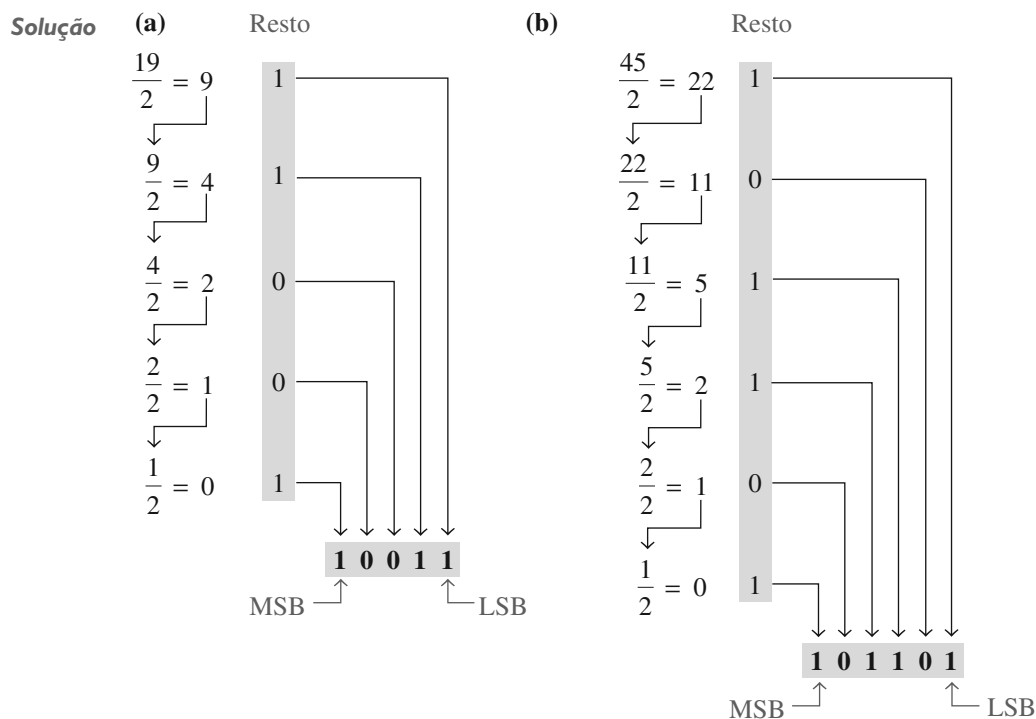 Solução
(a)
Resto
19/2 = 9
1
9/2 = 4
1
4/2 = 2
0
2/2 = 1
0
1/2 = 0
1
1 0 0 1 1
MSB
LSB
(b)
Resto
45/2 = 22
1
22/2 = 11
0
11/2 = 5
1
5/2 = 2
1
2/2 = 1
0
1/2 = 0
1
1 0 1 1 0 1
MSB
LSB